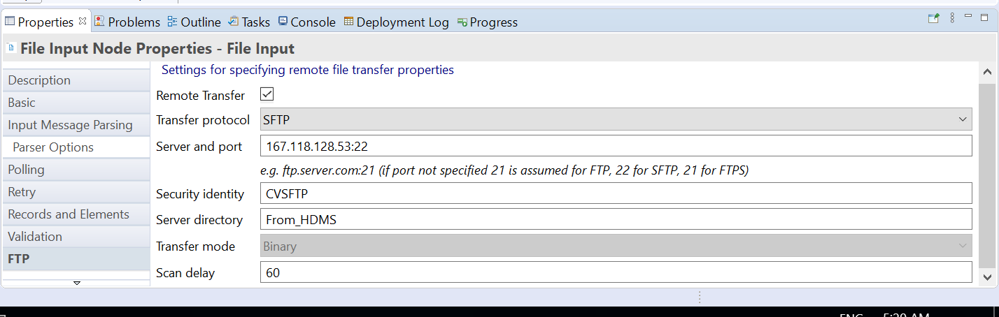 Properties Problems Outline Tasks Console Deployment Log Progress
File Input Node Properties - File Input
Description
Basic
Input Message Parsing
Parser Options
Polling
Retry
Records and Elements
Validation
FTP
Settings for specifying remote file transfer properties
Remote Transfer
Transfer protocol SFTP
Server and port 167.118.128.53:22
e.g. ftp.server.com:21 (if port not specified 21 is assumed for FTP, 22 for SFTP, 21 for FTPS)
Security identity CVSFTP
Server directory From_HDMS
Transfer mode Binary
Scan delay 60
ENG 5:20 AM